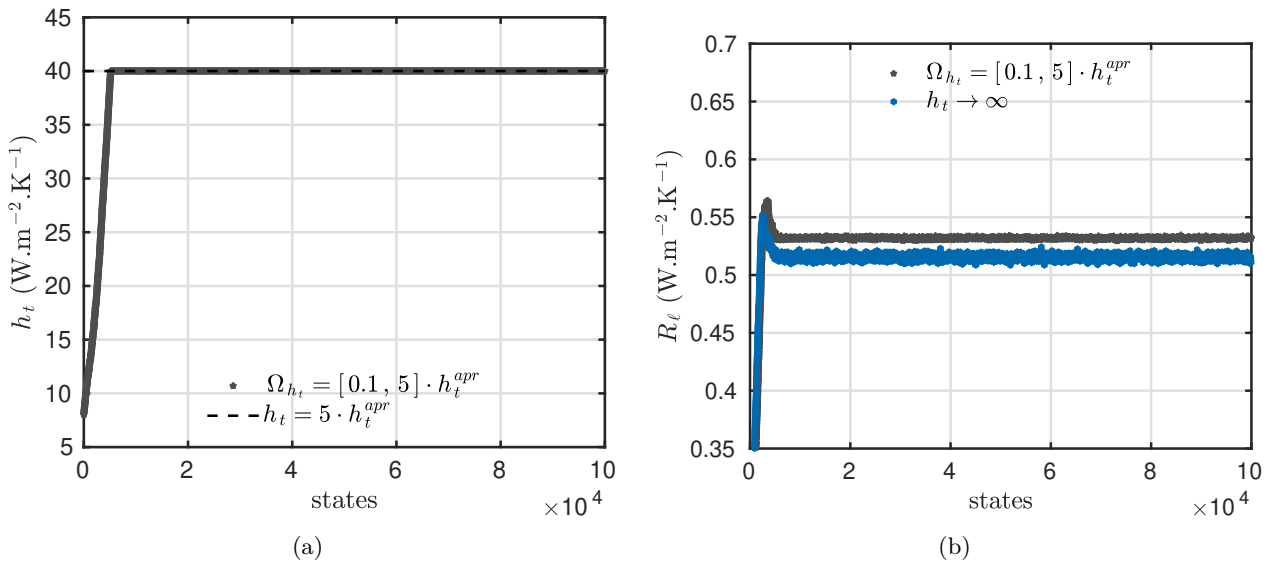 45
40
35
30
25
20
15
10
5
h_t (W.m^{-2}.K^{-1})
Ω_{h_t} = [0.1, 5] · h_t^{apr}
h_t = 5 · h_t^{apr}
0 2 4 6 8 10
states
×10^4
(a)
0.7
0.65
0.6
0.55
0.5
0.45
0.4
0.35
R_ℓ (W.m^{-2}.K^{-1})
Ω_{h_t} = [0.1, 5] · h_t^{apr}
h_t → ∞
0 2 4 6 8 10
states
×10^4
(b)